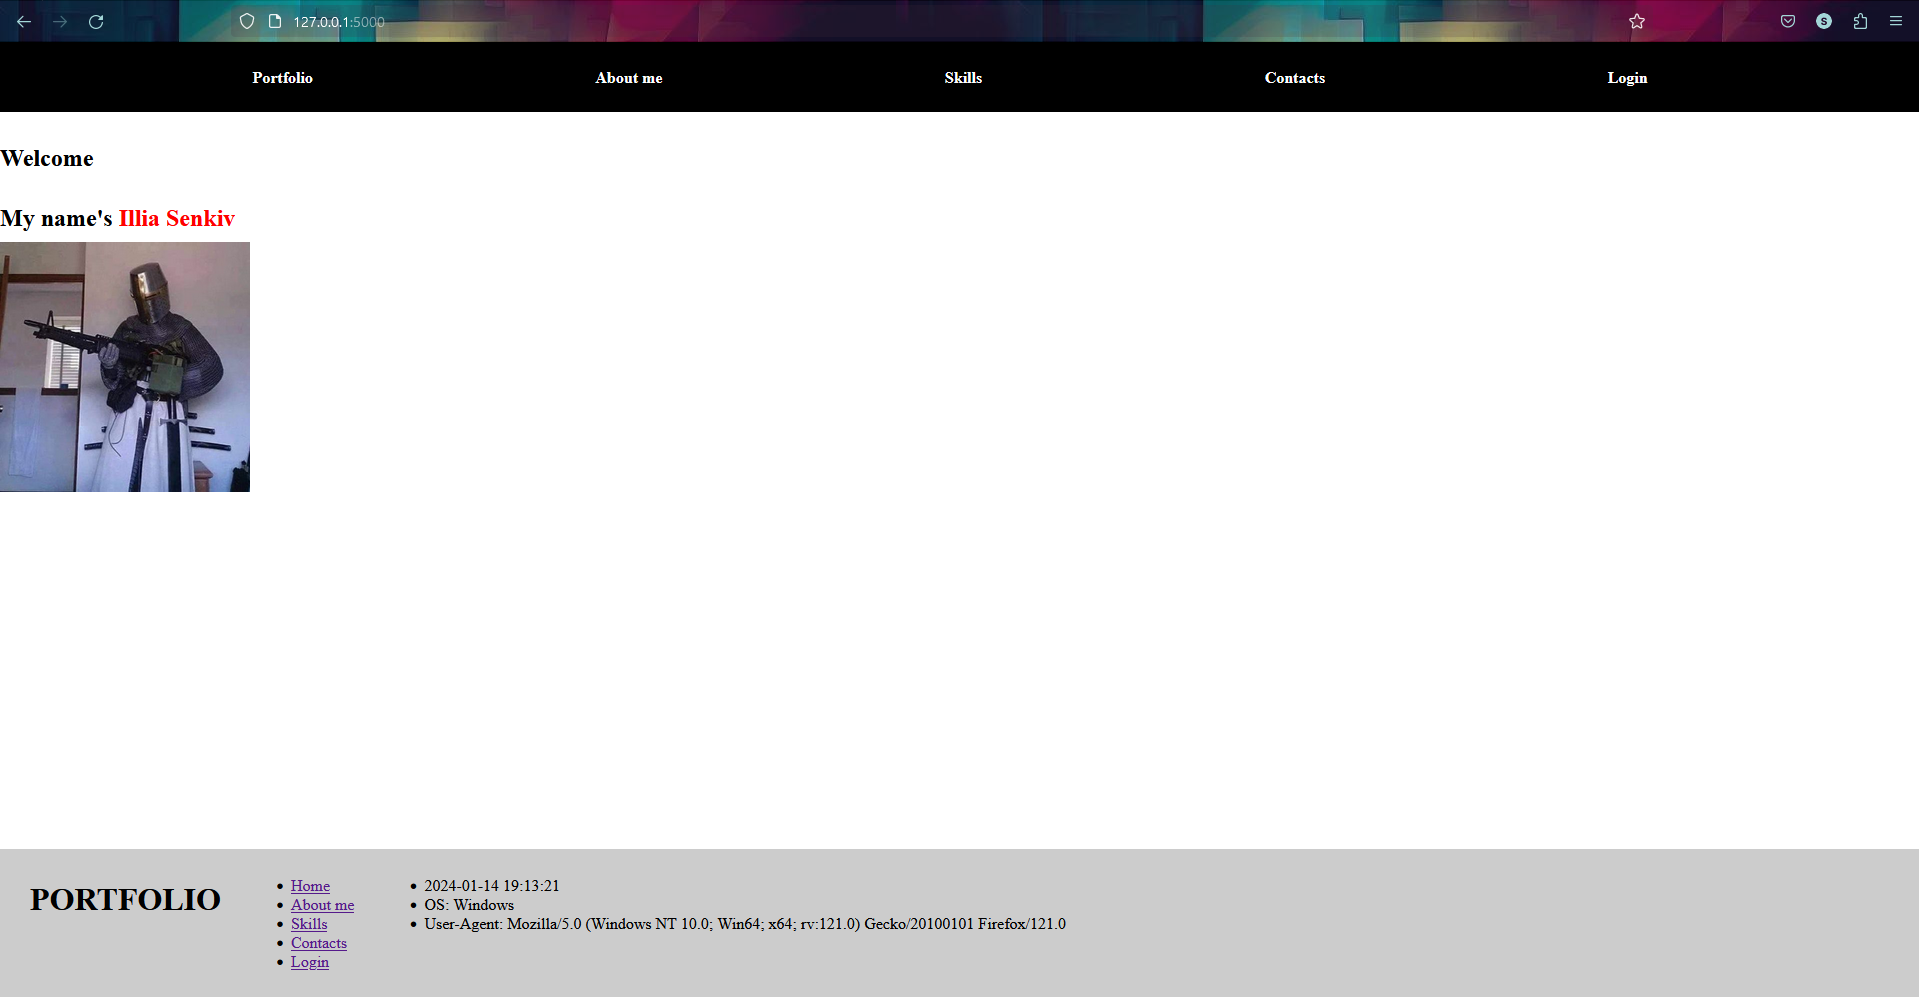 127.0.0.1:5000
S
Portfolio About me Skills Contacts Login
Welcome
My name's Illia Senkiv
PORTFOLIO
Home
About me
Skills
Contacts
Login
2024-01-14 19:13:21
OS: Windows
User-Agent: Mozilla/5.0 (Windows NT 10.0; Win64; x64; rv:121.0) Gecko/20100101 Firefox/121.0